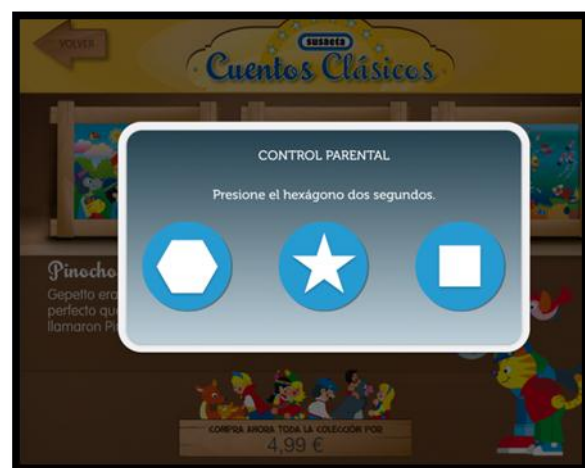 VOLVER
susaeta
Cuentos Clásicos
CONTROL PARENTAL
Presione el hexágono dos segundos.
Pinocho
Gepetto era
perfecto qu
llamaron Pi
COMPRA AHORA TODA LA COLECCIÓN POR
4,99 €